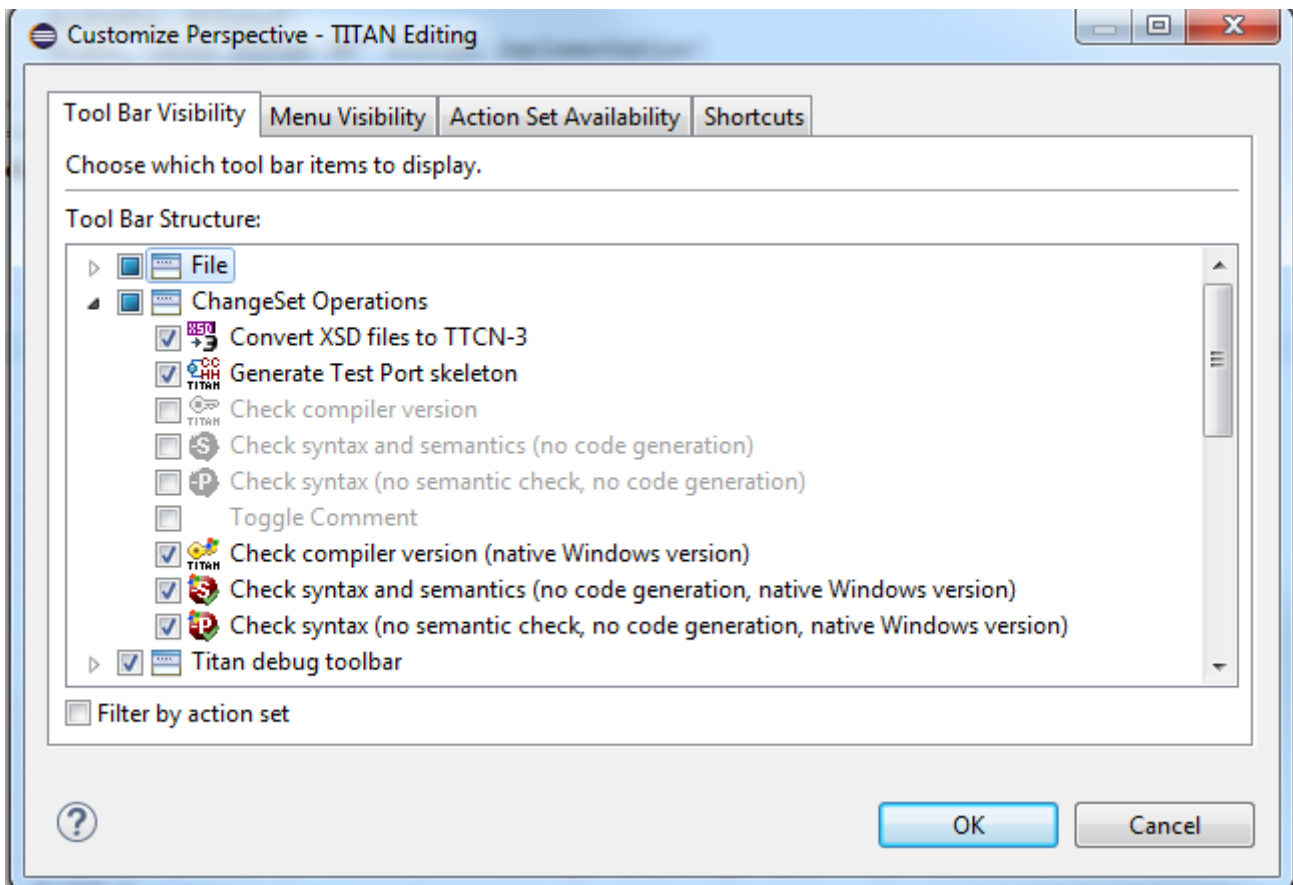 Customize Perspective - TITAN Editing
Tool Bar Visibility Menu Visibility Action Set Availability Shortcuts
Choose which tool bar items to display.
Tool Bar Structure:
File
ChangeSet Operations
Convert XSD files to TTCN-3
Generate Test Port skeleton
Check compiler version
Check syntax and semantics (no code generation)
Check syntax (no semantic check, no code generation)
Toggle Comment
Check compiler version (native Windows version)
Check syntax and semantics (no code generation, native Windows version)
Check syntax (no semantic check, no code generation, native Windows version)
Titan debug toolbar
Filter by action set
OK Cancel